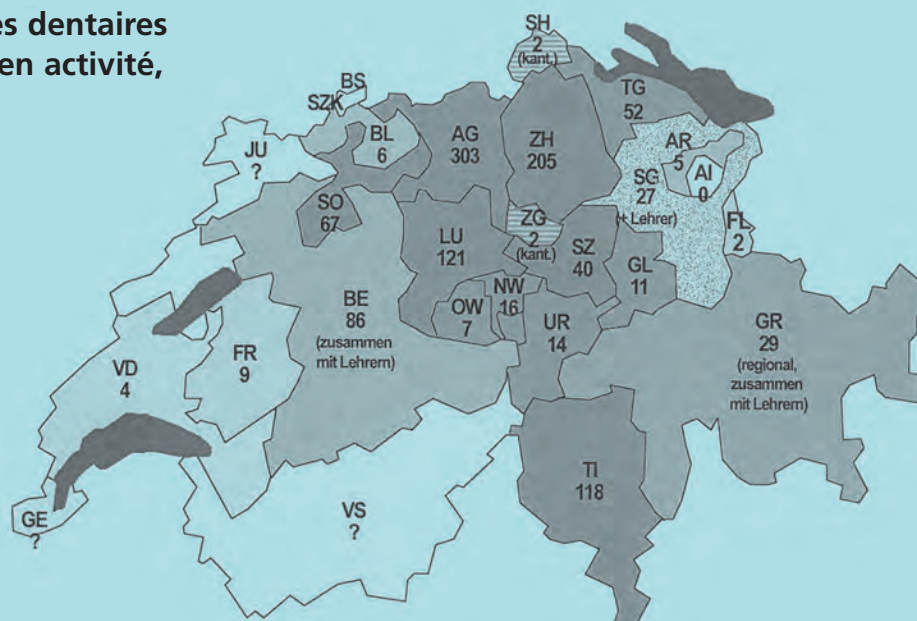 es dentaires
en activité,
SH
2
(kant.)
BS
SZK
BL
6
AG
303
ZH
205
TG
52
JU
?
AR
5
AI
0
SG
27
(+ Lehrer)
SO
67
ZG
2
(kant.)
FL
2
LU
121
SZ
40
GL
11
NW
16
OW
7
BE
86
(zusammen
mit Lehrern)
UR
14
GR
29
(regional,
zusammen
mit Lehrern)
FR
9
VD
4
TI
118
VS
?
GE
?